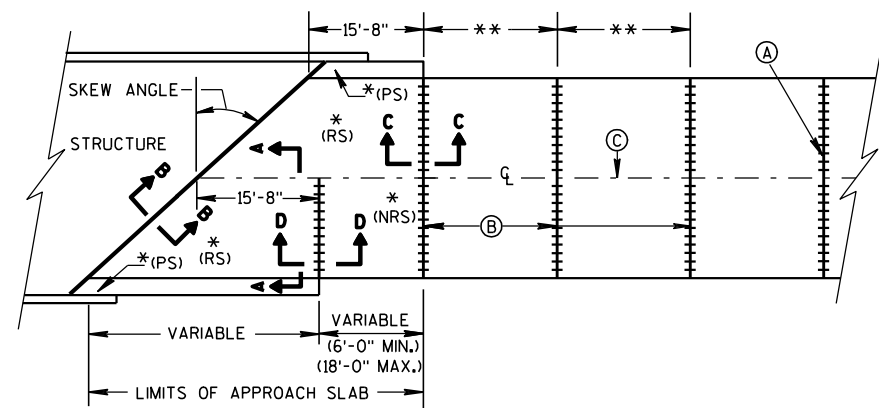 15'-8" ** **
A
SKEW ANGLE
*(PS)
*
(RS)
C C
STRUCTURE
A
C
B
℄
15'-8"
*
(NRS)
B
D D
B
*
(RS)
*(PS)
A
VARIABLE
VARIABLE
(6'-0" MIN.)
(18'-0" MAX.)
LIMITS OF APPROACH SLAB